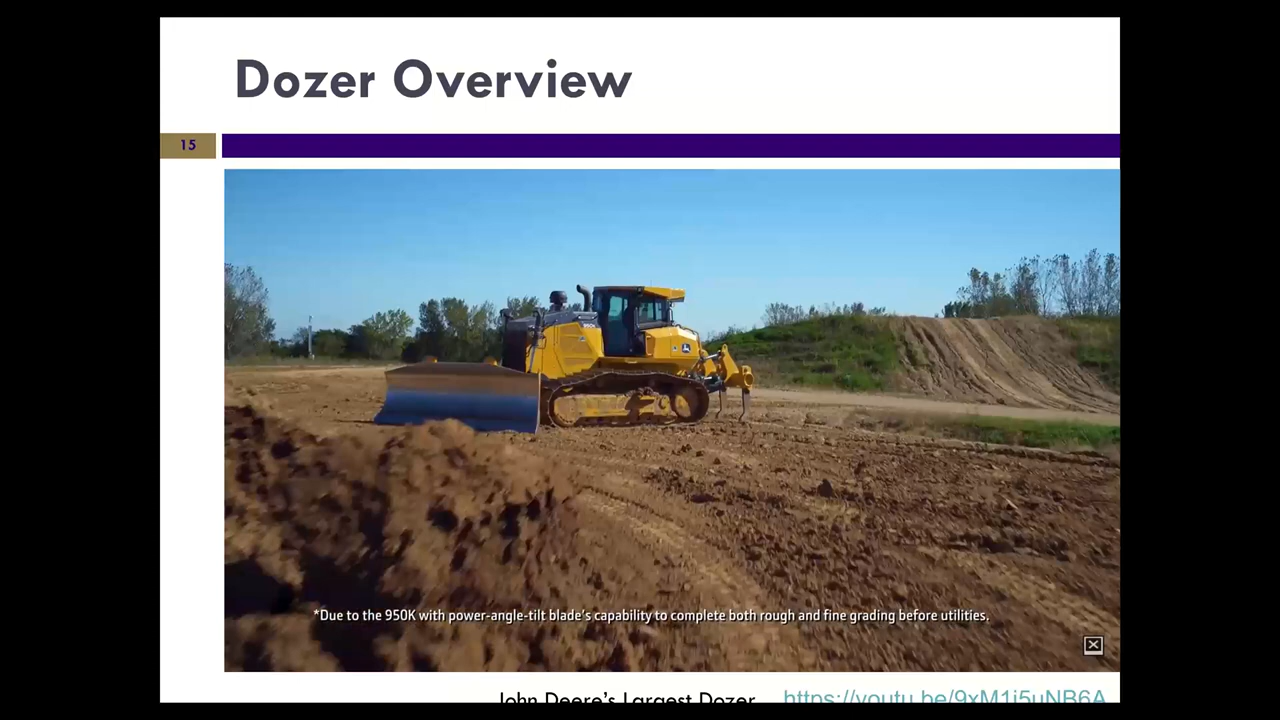 Dozer Overview
15
*Due to the 950K with power-angle-tilt blade's capability to complete both rough and fine grading before utilities.
John Deere's Largest Dozer https://youtu.be/9xM1j5uNB6A